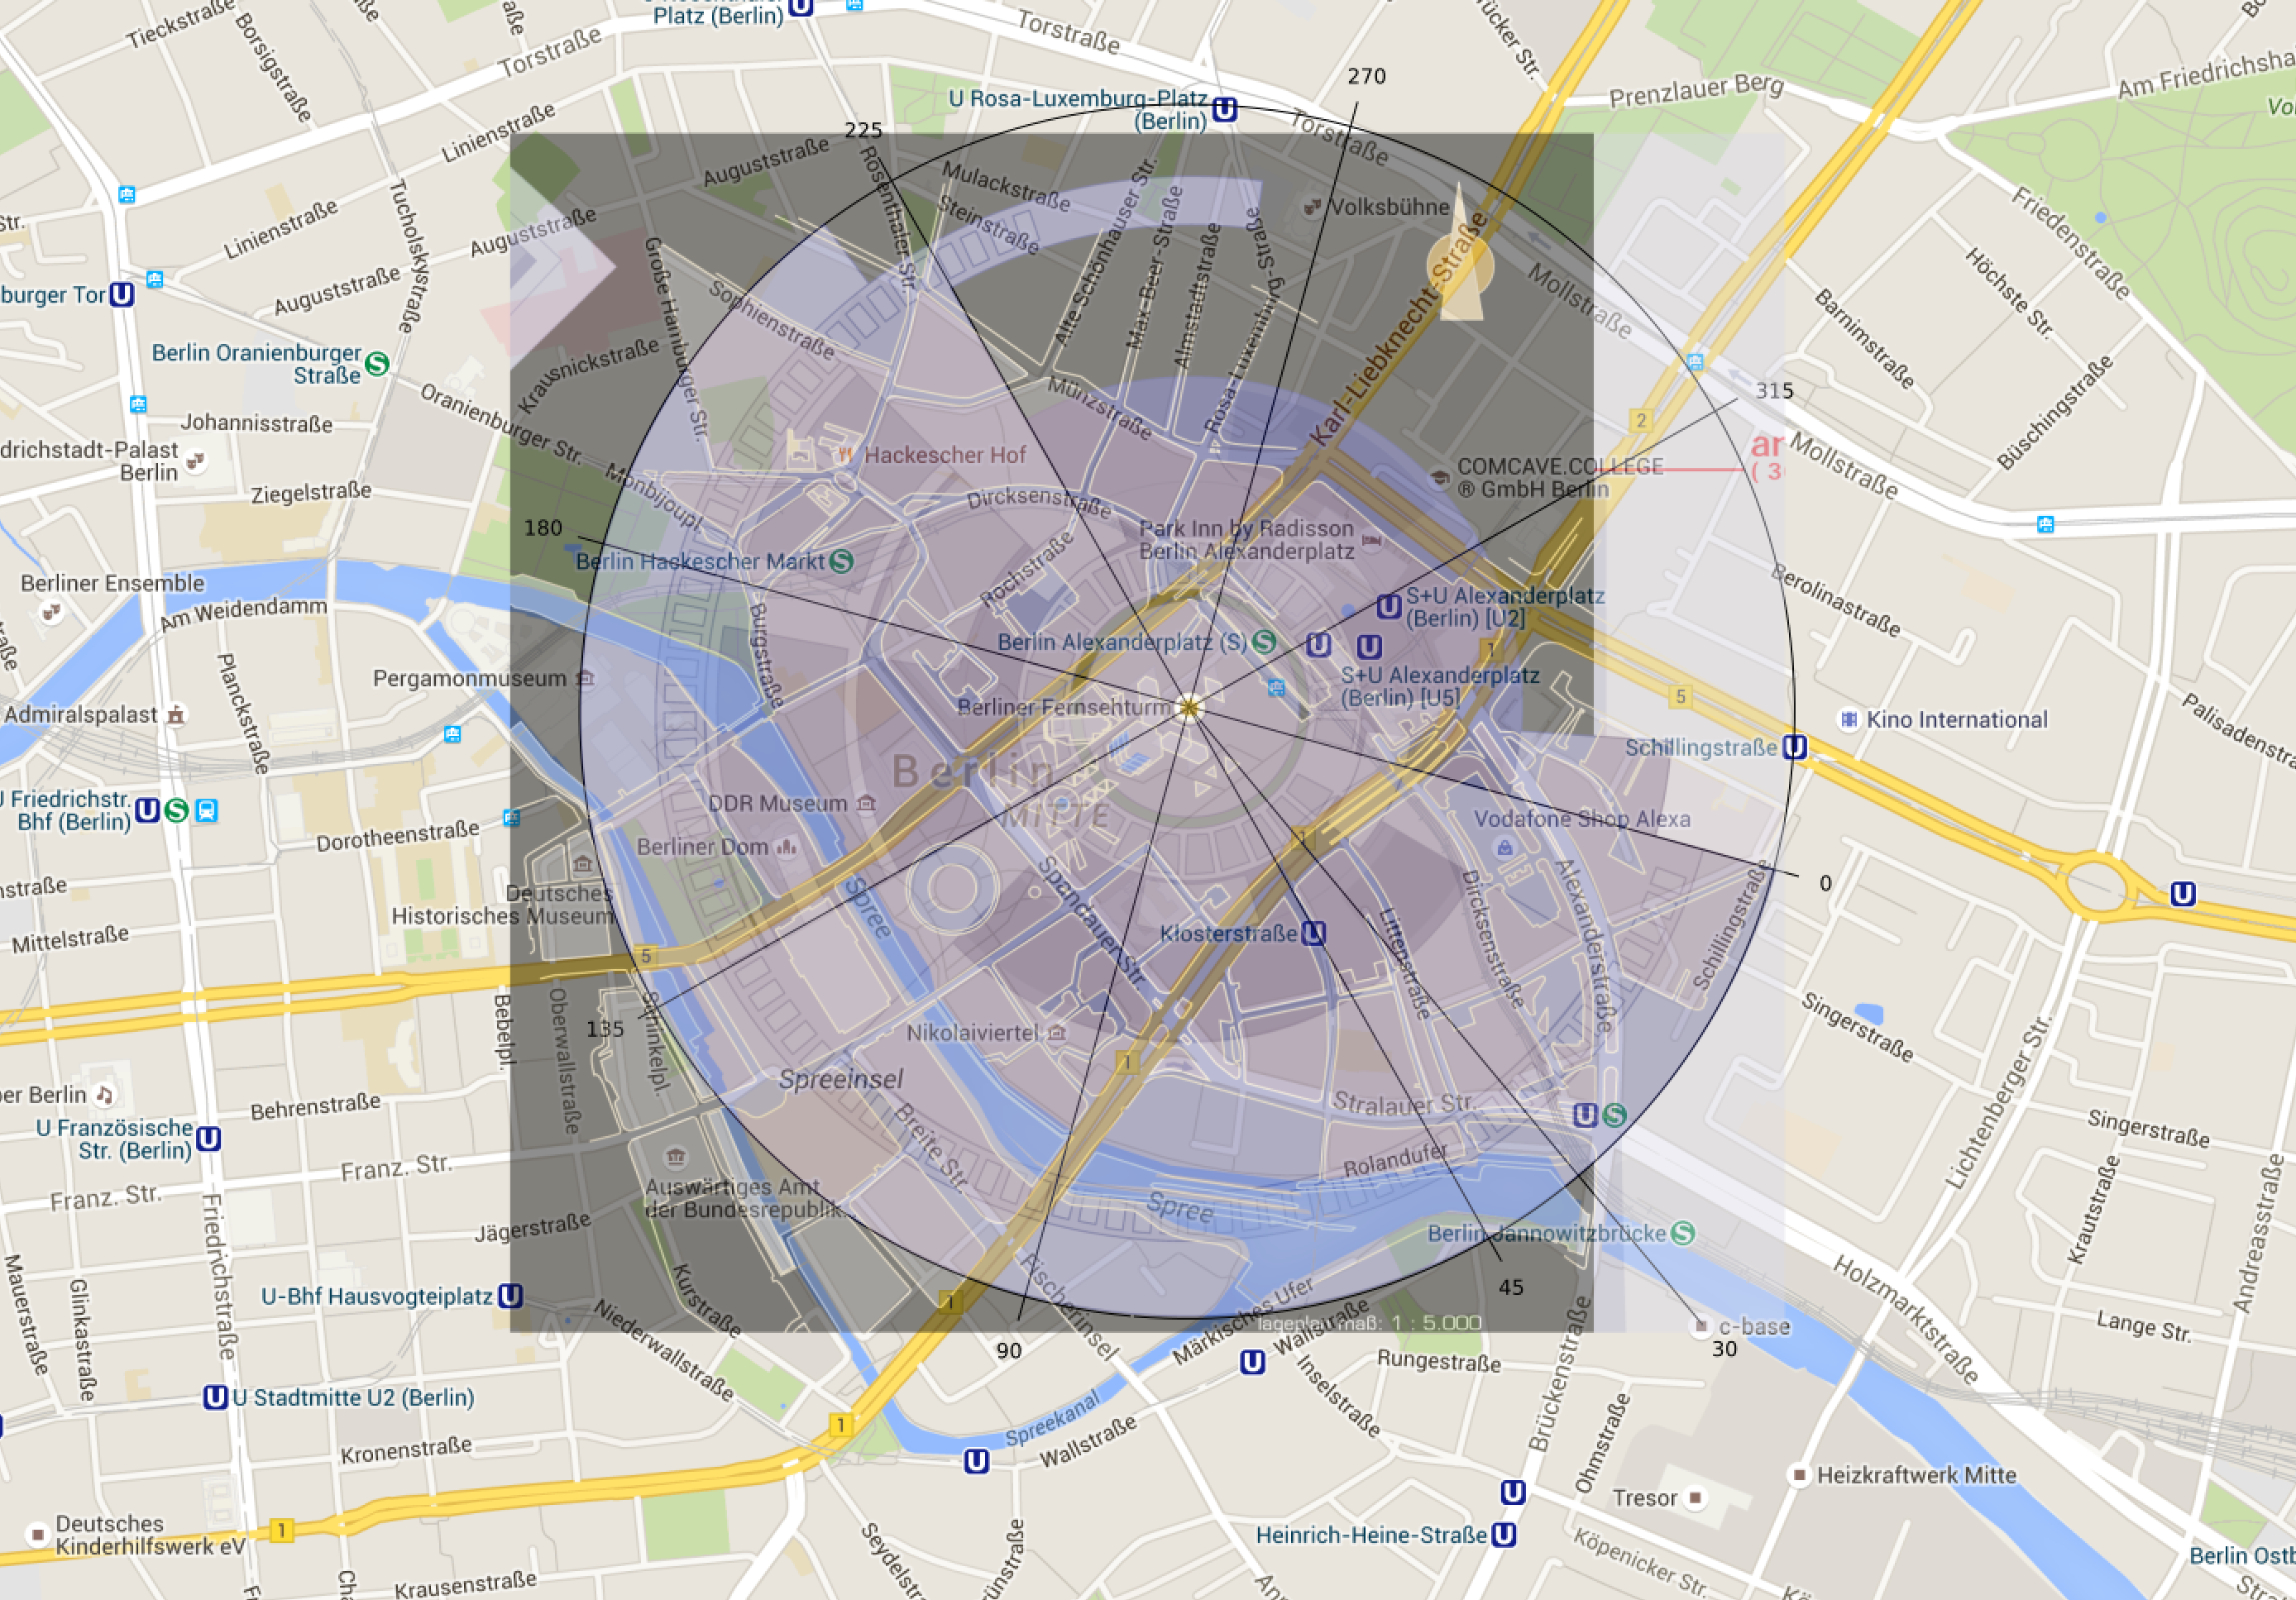 Platz (Berlin)
Tieckstraße
Borsigstraße
Torstraße
Torstraße
Linienstraße
Prenzlauer Berg
Am Friedrichsha
U Rosa-Luxemburg-Platz
(Berlin)
270
225
Torstraße
Auguststraße
Mulackstraße
Steinstraße
Rosenthaler Str.
Tucholskystraße
Linienstraße
Auguststraße
Auguststraße
Volksbühne
Friedenstraße
Große Hamburger Str.
Sophienstraße
Alte Schönhauser Str.
Max-Beer-Straße
Almstadtstraße
Rosa-Luxemburg-Straße
Karl-Liebknecht-Straße
Mollstraße
Höchste Str.
Barnimstraße
burger Tor
Berlin Oranienburger
Straße
Krausnickstraße
Oranienburger Str.
Johannisstraße
Münzstraße
315
2
Büschingstraße
drichstadt-Palast
Berlin
Ziegelstraße
Monbijoupl.
Hackescher Hof
Dircksenstraße
COMCAVE.COLLEGE
® GmbH Berlin
ar
( 3
Mollstraße
180
Park Inn by Radisson
Berlin Alexanderplatz
Berlin Hackescher Markt
Rochstraße
Berolinastraße
Berliner Ensemble
Am Weidendamm
Burgstraße
S+U Alexanderplatz
(Berlin) [U2]
Berlin Alexanderplatz (S)
1
S+U Alexanderplatz
(Berlin) [U5]
Planckstraße
Pergamonmuseum
5
Admiralspalast
Berliner Fernsehturm
Kino International
Palisadenstra
Schillingstraße
Berlin
MITTE
U Friedrichstr.
Bhf (Berlin)
DDR Museum
Vodafone Shop Alexa
Dorotheenstraße
Berliner Dom
1
0
Deutsches
Historisches Museum
Spree
Spandauer Str.
Klosterstraße
Littenstraße
Dircksenstraße
Alexanderstraße
Schillingstraße
Mittelstraße
5
Bebelpl.
Oberwallstraße
Schinkelpl.
135
Nikolaiviertel
1
Singerstraße
Lichtenberger Str.
Spreeinsel
Behrenstraße
Stralauer Str.
Singerstraße
U Französische
Str. (Berlin)
Breite Str.
Rolandufer
Franz. Str.
Franz. Str.
Auswärtiges Amt
der Bundesrepublik...
Spree
Krautstraße
Andreasstraße
Jägerstraße
Friedrichstraße
Berlin Jannowitzbrücke
Holzmarktstraße
Mauerstraße
Glinkastraße
U-Bhf Hausvogteiplatz
Kurstraße
Niederwallstraße
1
Fischerinsel
Märkisches Ufer
45
lageplan maß: 1 : 5.000
c-base
30
Lange Str.
90
Wallstraße
Rungestraße
Inselstraße
Brückenstraße
U Stadtmitte U2 (Berlin)
1
Spreekanal
Wallstraße
Ohmstraße
Kronenstraße
Heizkraftwerk Mitte
Tresor
1
Deutsches
Kinderhilfswerk eV
Heinrich-Heine-Straße
Köpenicker Str.
Krausenstraße
Berlin Ostb